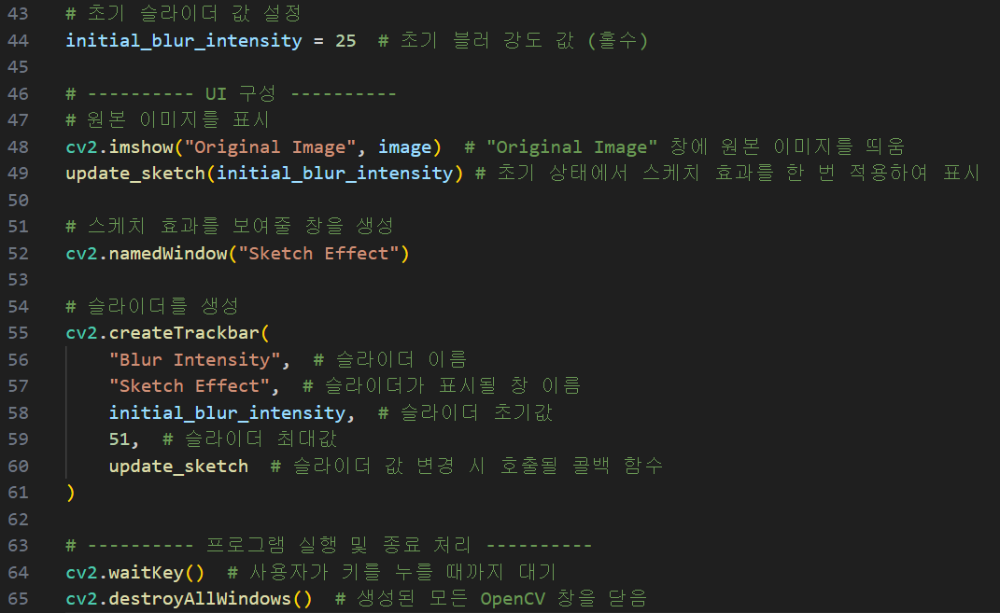 43 # 초기 슬라이더 값 설정
44 initial_blur_intensity = 25  # 초기 블러 강도 값 (홀수)
45
46 # ---------- UI 구성 ----------
47 # 원본 이미지를 표시
48 cv2.imshow("Original Image", image)  # "Original Image" 창에 원본 이미지를 띄움
49 update_sketch(initial_blur_intensity) # 초기 상태에서 스케치 효과를 한 번 적용하여 표시
50
51 # 스케치 효과를 보여줄 창을 생성
52 cv2.namedWindow("Sketch Effect")
53
54 # 슬라이더를 생성
55 cv2.createTrackbar(
56     "Blur Intensity",  # 슬라이더 이름
57     "Sketch Effect",  # 슬라이더가 표시될 창 이름
58     initial_blur_intensity,  # 슬라이더 초기값
59     51,  # 슬라이더 최대값
60     update_sketch  # 슬라이더 값 변경 시 호출될 콜백 함수
61 )
62
63 # ---------- 프로그램 실행 및 종료 처리 ----------
64 cv2.waitKey()  # 사용자가 키를 누를 때까지 대기
65 cv2.destroyAllWindows()  # 생성된 모든 OpenCV 창을 닫음